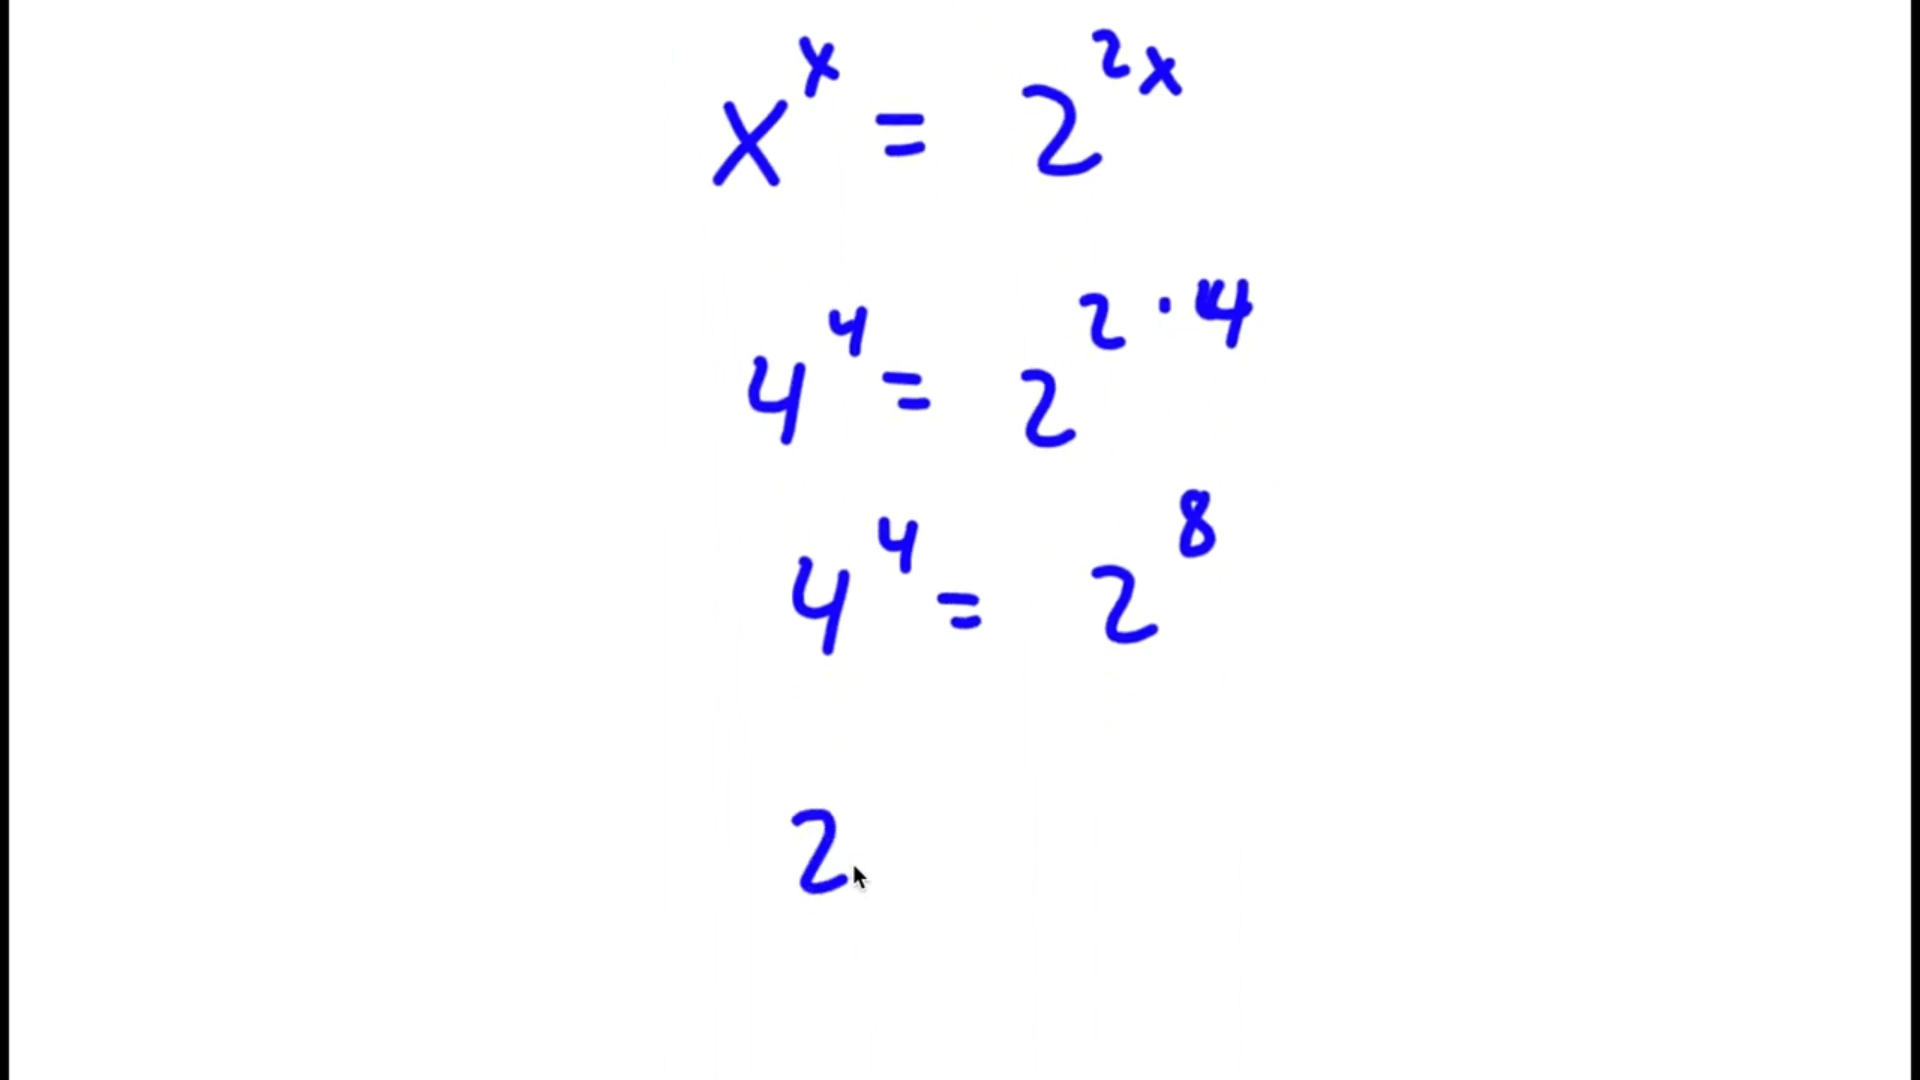 x^x = 2^{2x}
4^4 = 2^{2·4}
4^4 = 2^8
2